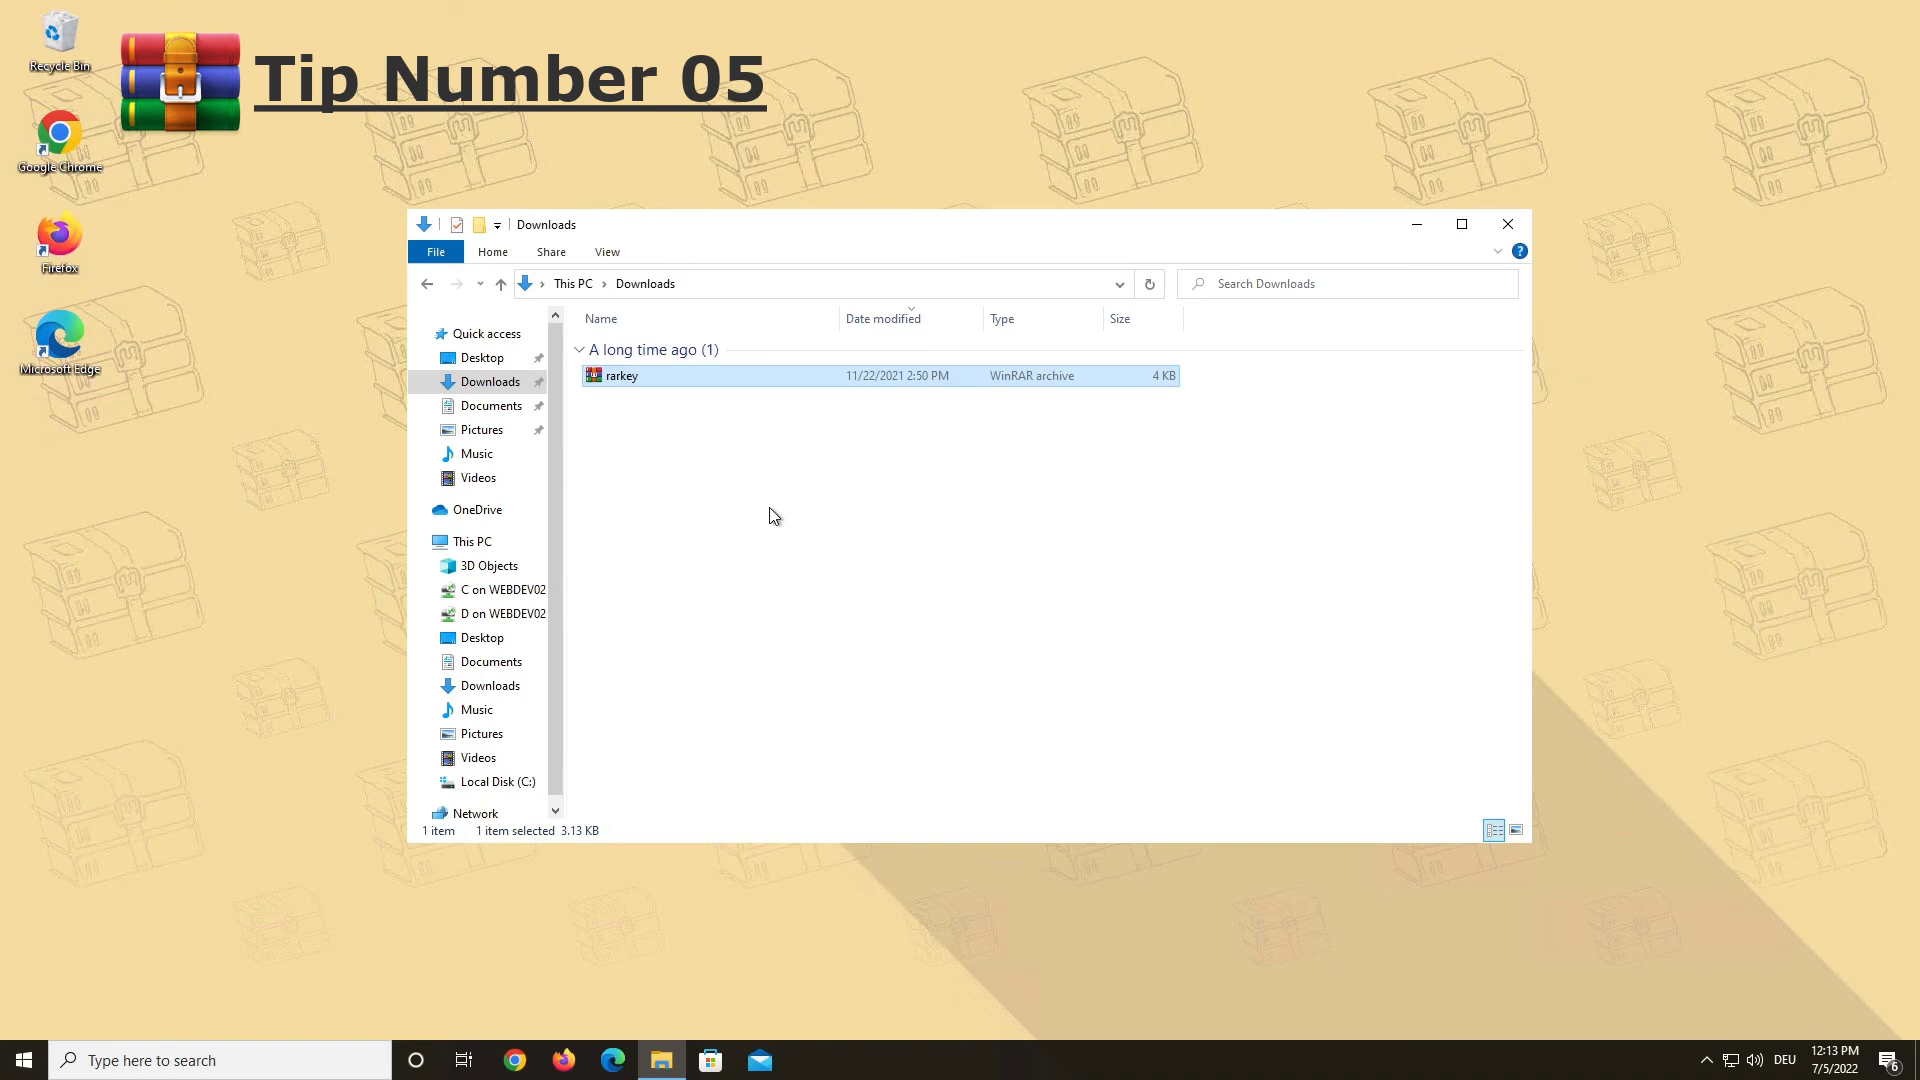 Tip Number 05
Recycle Bin
Google Chrome
Firefox
Microsoft Edge
Downloads
File Home Share View
This PC Downloads
Search Downloads
Name Date modified Type Size
A long time ago (1)
rarkey 11/22/2021 2:50 PM WinRAR archive 4 KB
Quick access
Desktop
Downloads
Documents
Pictures
Music
Videos
OneDrive
This PC
3D Objects
C on WEBDEV02
D on WEBDEV02
Desktop
Documents
Downloads
Music
Pictures
Videos
Local Disk (C:)
Network
1 item 1 item selected 3.13 KB
Type here to search
DEU
12:13 PM
7/5/2022
6